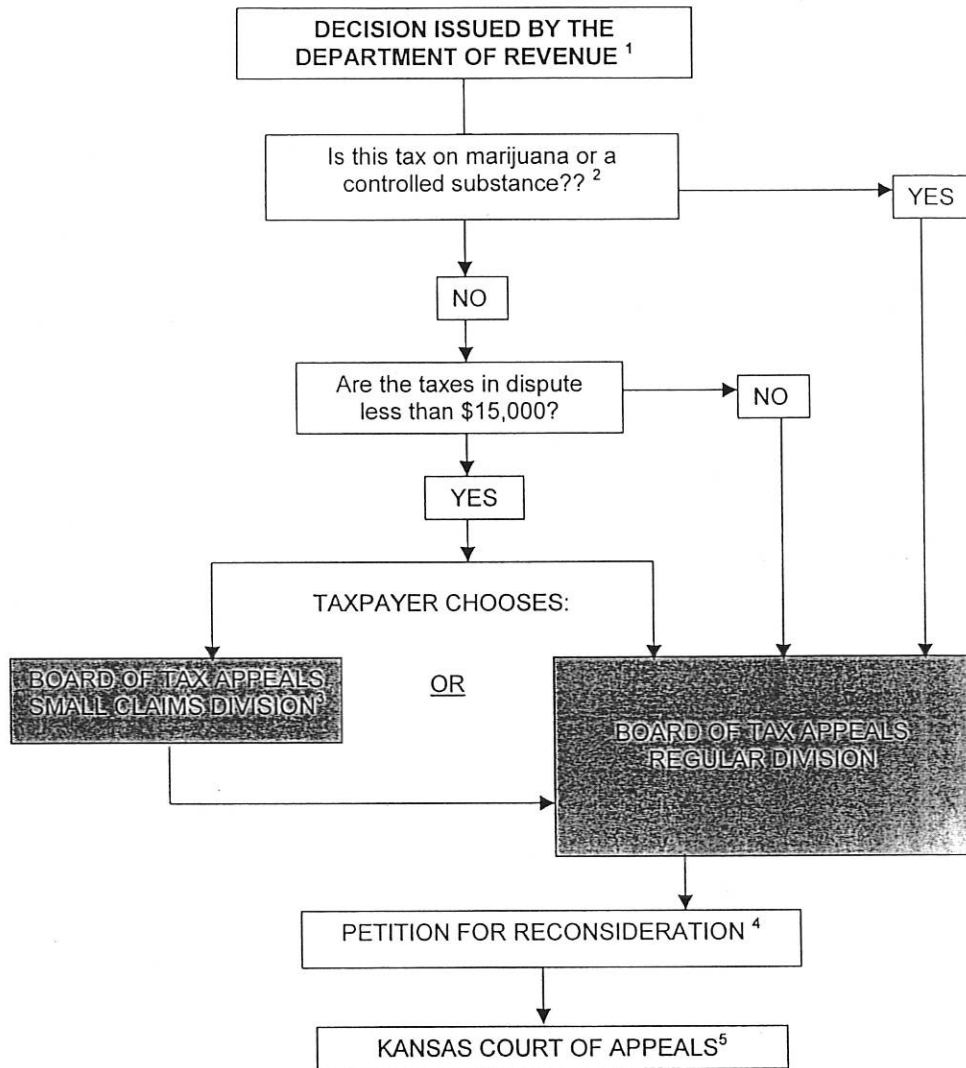 DECISION ISSUED BY THE
DEPARTMENT OF REVENUE 1
Is this tax on marijuana or a
controlled substance?? 2
YES
NO
Are the taxes in dispute
less than $15,000?
NO
YES
TAXPAYER CHOOSES:
BOARD OF TAX APPEALS
SMALL CLAIMS DIVISION3
OR
BOARD OF TAX APPEALS
REGULAR DIVISION
PETITION FOR RECONSIDERATION 4
KANSAS COURT OF APPEALS5